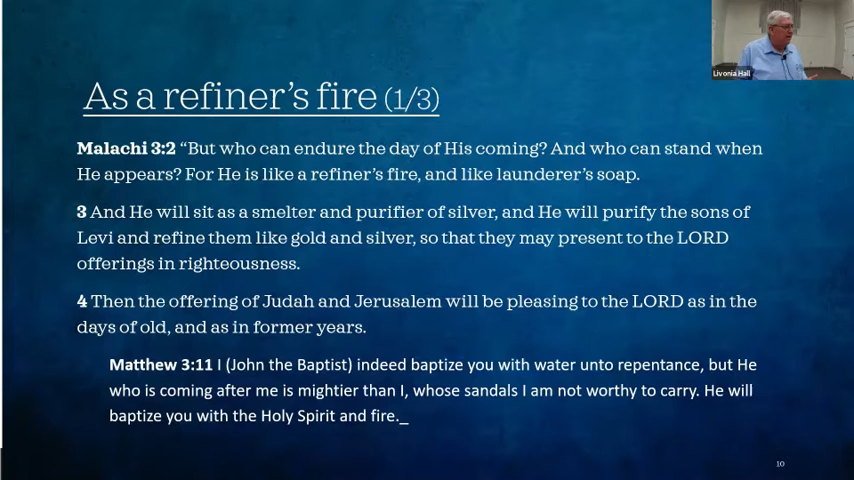 Livonia Hall
As a refiner's fire (1/3)
Malachi 3:2 "But who can endure the day of His coming? And who can stand when
He appears? For He is like a refiner's fire, and like launderer's soap.
3 And He will sit as a smelter and purifier of silver, and He will purify the sons of
Levi and refine them like gold and silver, so that they may present to the LORD
offerings in righteousness.
4 Then the offering of Judah and Jerusalem will be pleasing to the LORD as in the
days of old, and as in former years.
Matthew 3:11 I (John the Baptist) indeed baptize you with water unto repentance, but He
who is coming after me is mightier than I, whose sandals I am not worthy to carry. He will
baptize you with the Holy Spirit and fire._
10